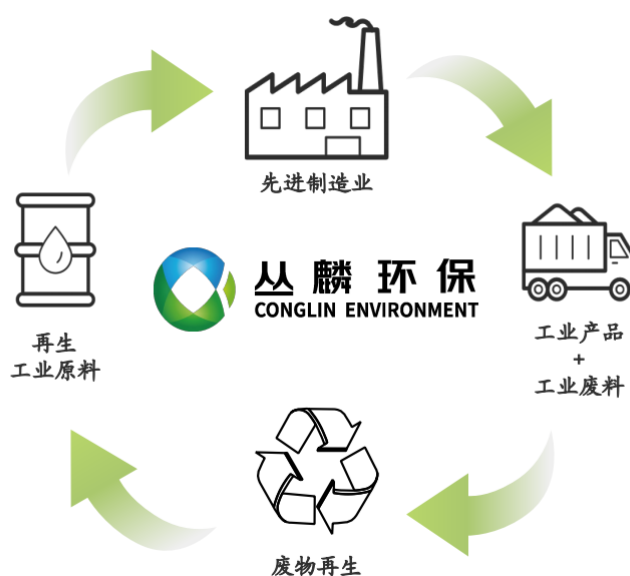 先进制造业
丛麟环保
CONGLIN ENVIRONMENT
再生
工业原料
工业产品
+
工业废料
废物再生